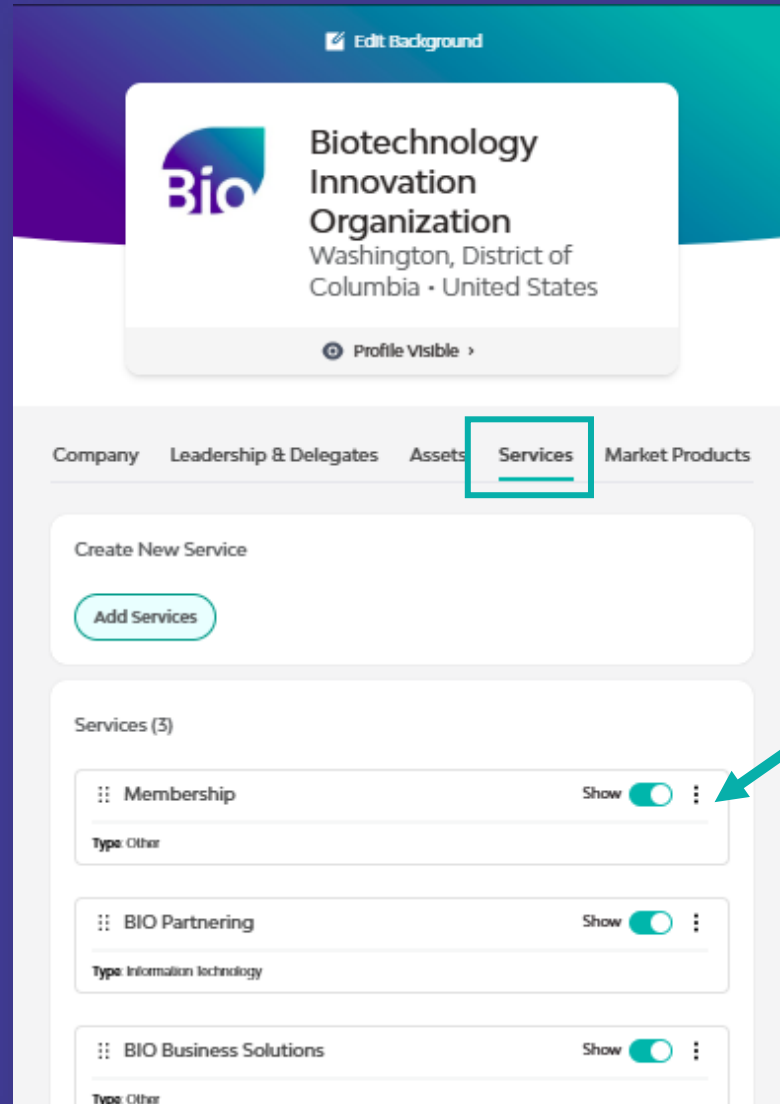 Edit Background
Bio
Biotechnology
Innovation
Organization
Washington, District of
Columbia • United States
Profile Visible ›
Company Leadership & Delegates Assets Services Market Products
Create New Service
Add Services
Services (3)
Membership Show
Type: Other
BIO Partnering Show
Type: Information Technology
BIO Business Solutions Show
Type: Other